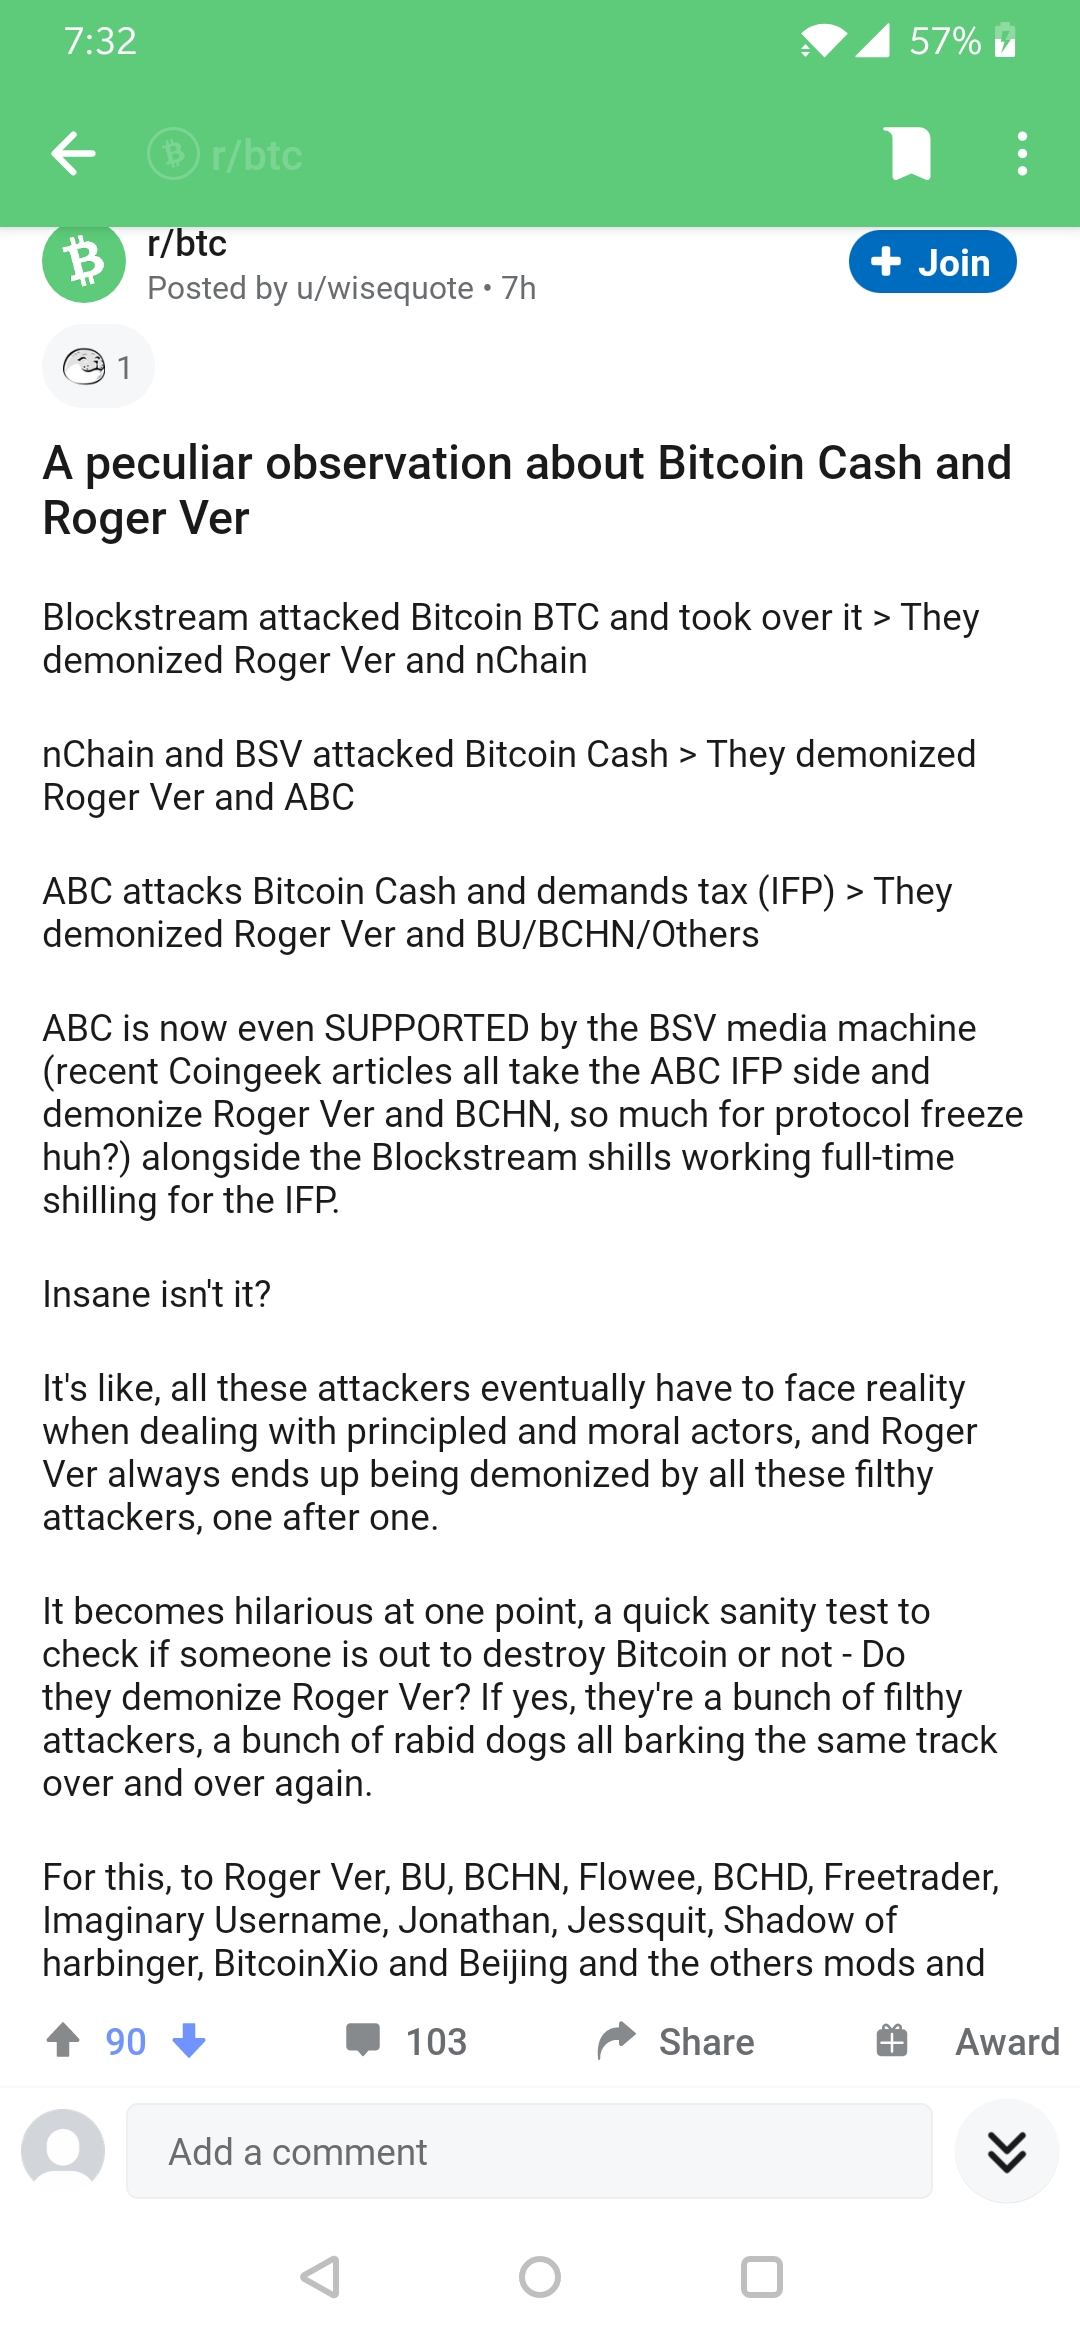 7:32
57%
r/btc
r/btc
Posted by u/wisequote • 7h
+ Join
1
A peculiar observation about Bitcoin Cash and
Roger Ver
Blockstream attacked Bitcoin BTC and took over it > They
demonized Roger Ver and nChain
nChain and BSV attacked Bitcoin Cash > They demonized
Roger Ver and ABC
ABC attacks Bitcoin Cash and demands tax (IFP) > They
demonized Roger Ver and BU/BCHN/Others
ABC is now even SUPPORTED by the BSV media machine
(recent Coingeek articles all take the ABC IFP side and
demonize Roger Ver and BCHN, so much for protocol freeze
huh?) alongside the Blockstream shills working full-time
shilling for the IFP.
Insane isn't it?
It's like, all these attackers eventually have to face reality
when dealing with principled and moral actors, and Roger
Ver always ends up being demonized by all these filthy
attackers, one after one.
It becomes hilarious at one point, a quick sanity test to
check if someone is out to destroy Bitcoin or not - Do
they demonize Roger Ver? If yes, they're a bunch of filthy
attackers, a bunch of rabid dogs all barking the same track
over and over again.
For this, to Roger Ver, BU, BCHN, Flowee, BCHD, Freetrader,
Imaginary Username, Jonathan, Jessquit, Shadow of
harbinger, BitcoinXio and Beijing and the others mods and
90
103
Share
Award
Add a comment